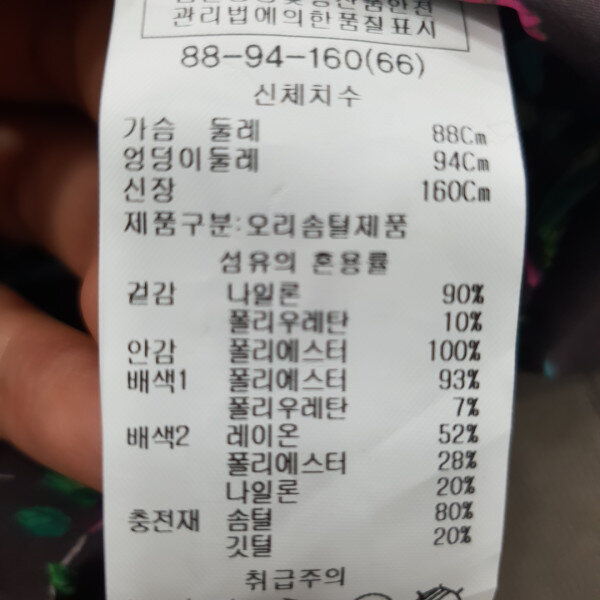 관리법에의한품질표시
88-94-160(66)
신체치수
가슴 둘레 88Cm
엉덩이둘레 94Cm
신장 160Cm
제품구분:오리솜털제품
섬유의 혼용률
겉감 나일론 90%
폴리우레탄 10%
안감 폴리에스터 100%
배색1 폴리에스터 93%
폴리우레탄 7%
배색2 레이온 52%
폴리에스터 28%
나일론 20%
충전재 솜털 80%
깃털 20%
취급주의